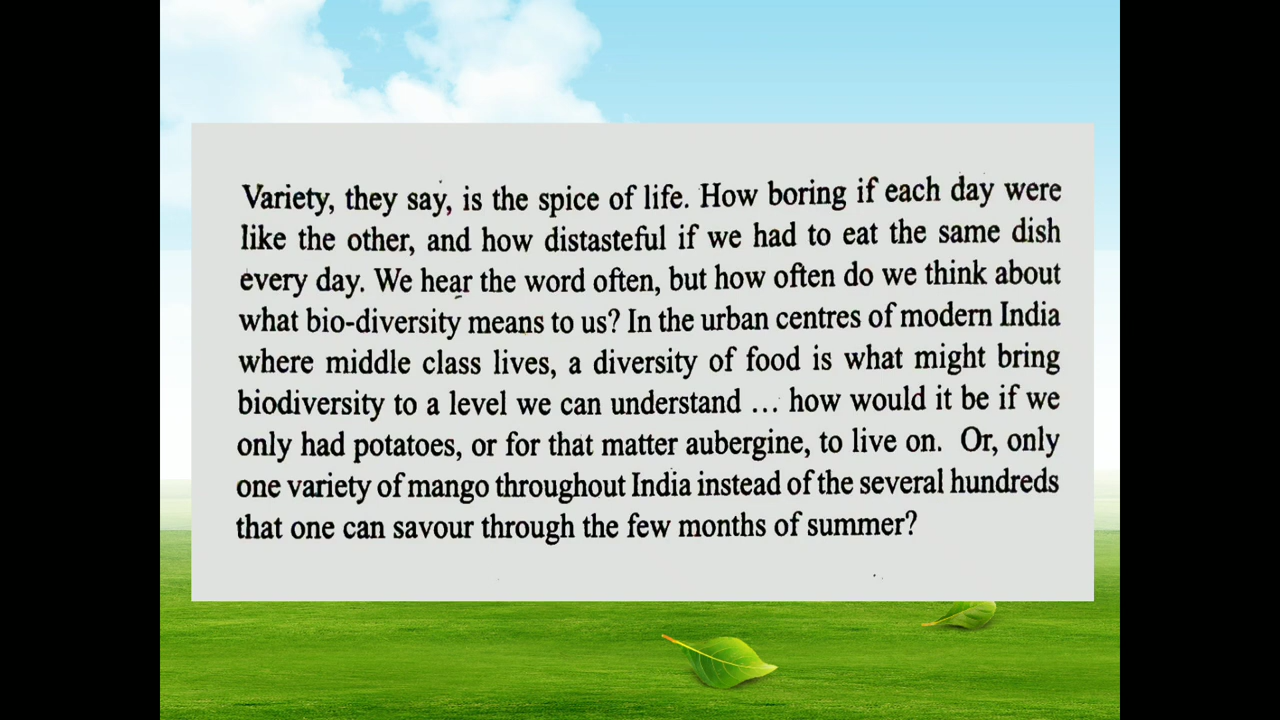 Variety, they say, is the spice of life. How boring if each day were
like the other, and how distasteful if we had to eat the same dish
every day. We hear the word often, but how often do we think about
what bio-diversity means to us? In the urban centres of modern India
where middle class lives, a diversity of food is what might bring
biodiversity to a level we can understand ... how would it be if we
only had potatoes, or for that matter aubergine, to live on. Or, only
one variety of mango throughout India instead of the several hundreds
that one can savour through the few months of summer?